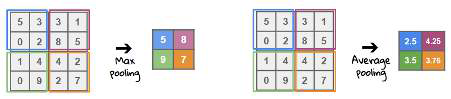 5 3 3 1
0 2 8 5
1 4 4 2
0 9 2 7
Max
pooling
5 8
9 7
5 3 3 1
0 2 8 5
1 4 4 2
0 9 2 7
Average
pooling
2.5 4.25
3.5 3.75